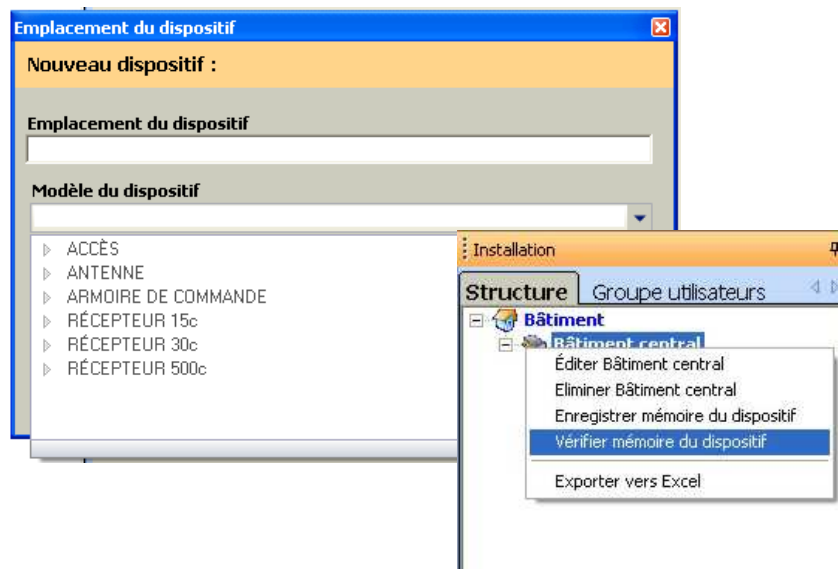 Emplacement du dispositif
Nouveau dispositif :
Emplacement du dispositif
Modèle du dispositif
ACCÈS
ANTENNE
ARMOIRE DE COMMANDE
RÉCEPTEUR 15c
RÉCEPTEUR 30c
RÉCEPTEUR 500c
Installation
Structure Groupe utilisateurs
Bâtiment
Bâtiment central
Éditer Bâtiment central
Eliminer Bâtiment central
Enregistrer mémoire du dispositif
Vérifier mémoire du dispositif
Exporter vers Excel